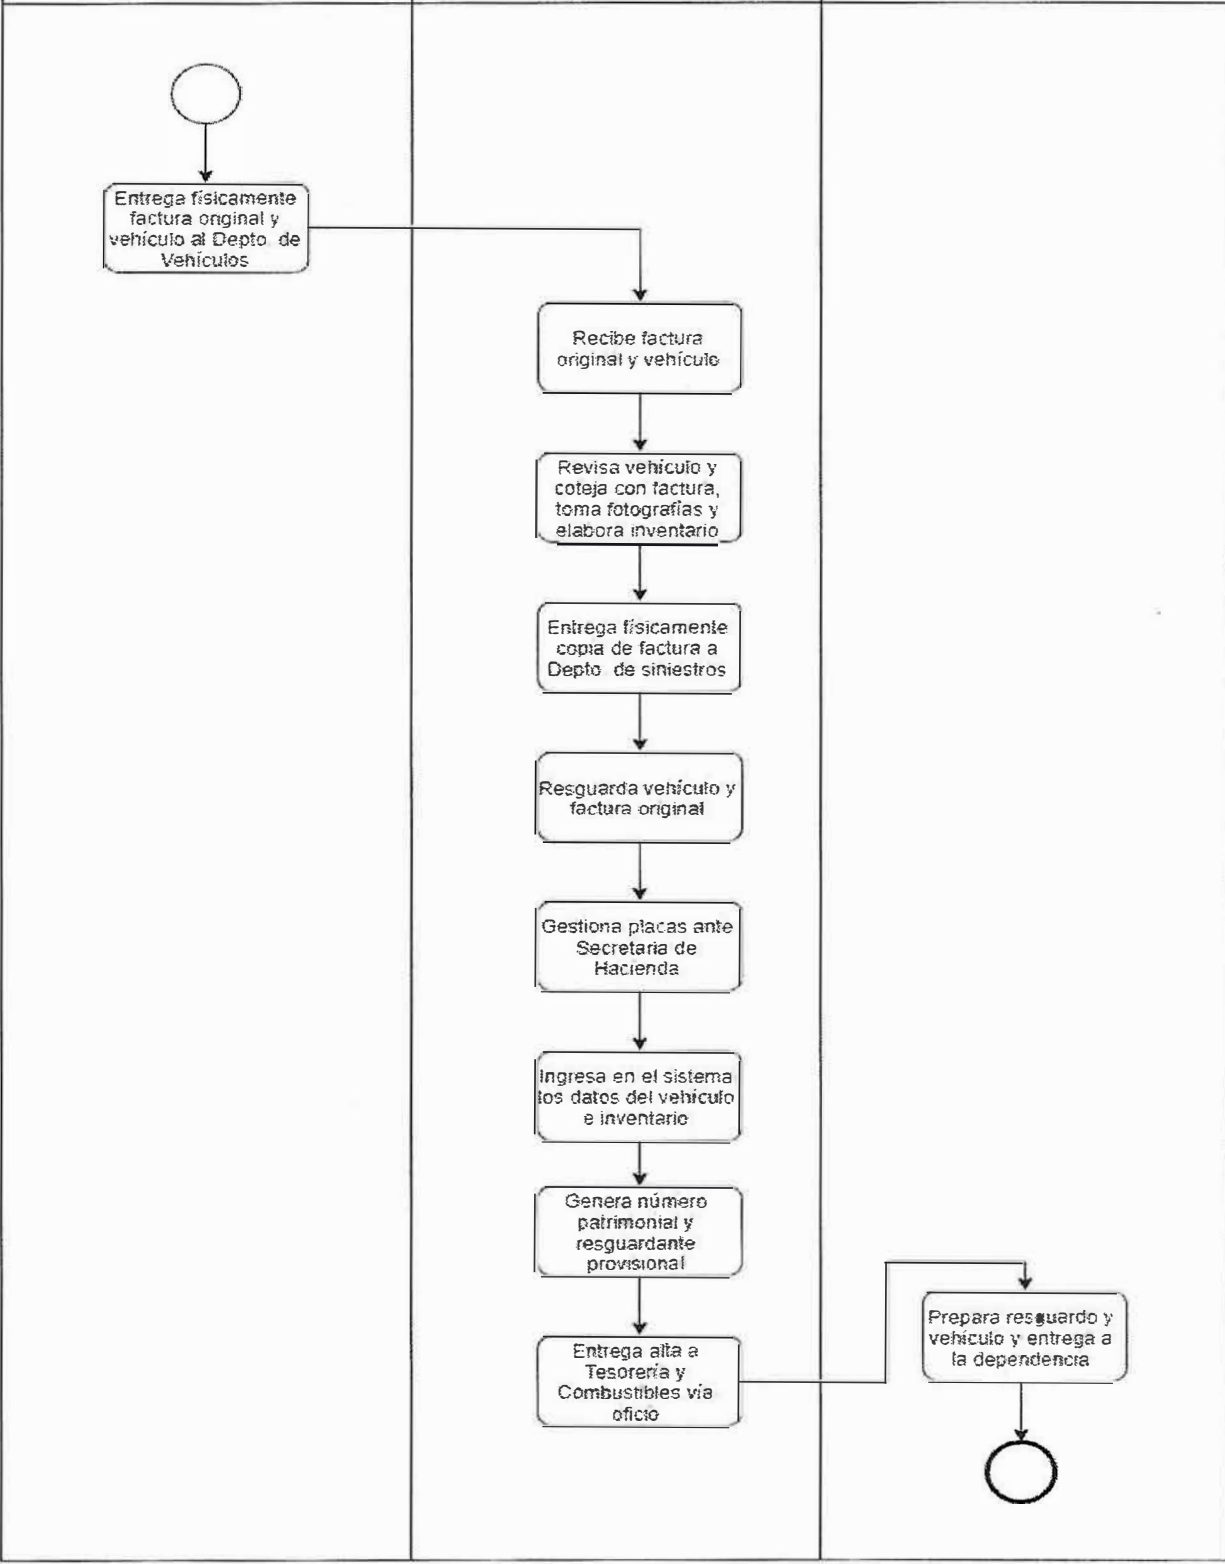 Entrega físicamente
factura original y
vehículo al Depto. de
Vehículos
Recibe factura
original y vehículo
Revisa vehículo y
coteja con factura,
toma fotografías y
elabora inventario
Entrega físicamente
copia de factura a
Depto. de siniestros
Resguarda vehículo y
factura original
Gestiona placas ante
Secretaria de
Hacienda
Ingresa en el sistema
los datos del vehículo
e inventario
Genera número
patrimonial y
resguardante
provisional
Entrega alta a
Tesorería y
Combustibles vía
oficio
Prepara resguardo y
vehículo y entrega a
la dependencia